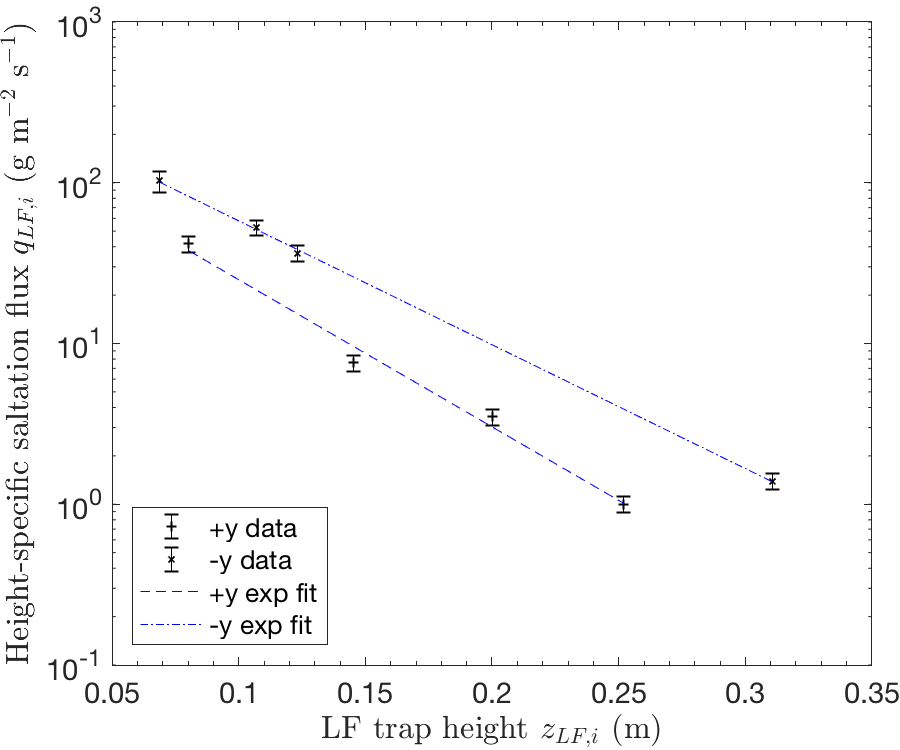 Height-specific saltation flux q_{LF,i} (g m^{-2} s^{-1})
10^3
10^2
10^1
10^0
10^{-1}
+y data
-y data
+y exp fit
-y exp fit
0.05 0.1 0.15 0.2 0.25 0.3 0.35
LF trap height z_{LF,i} (m)